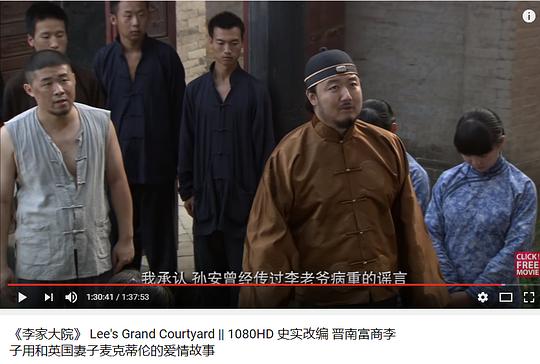 我承认 孙安曾经传过李老爷病重的谣言
CLICK!
FREE
MOVIE
1:30:41 / 1:37:53
《李家大院》 Lee's Grand Courtyard || 1080HD 史实改编 晋南富商李
子用和英国妻子麦克蒂伦的爱情故事